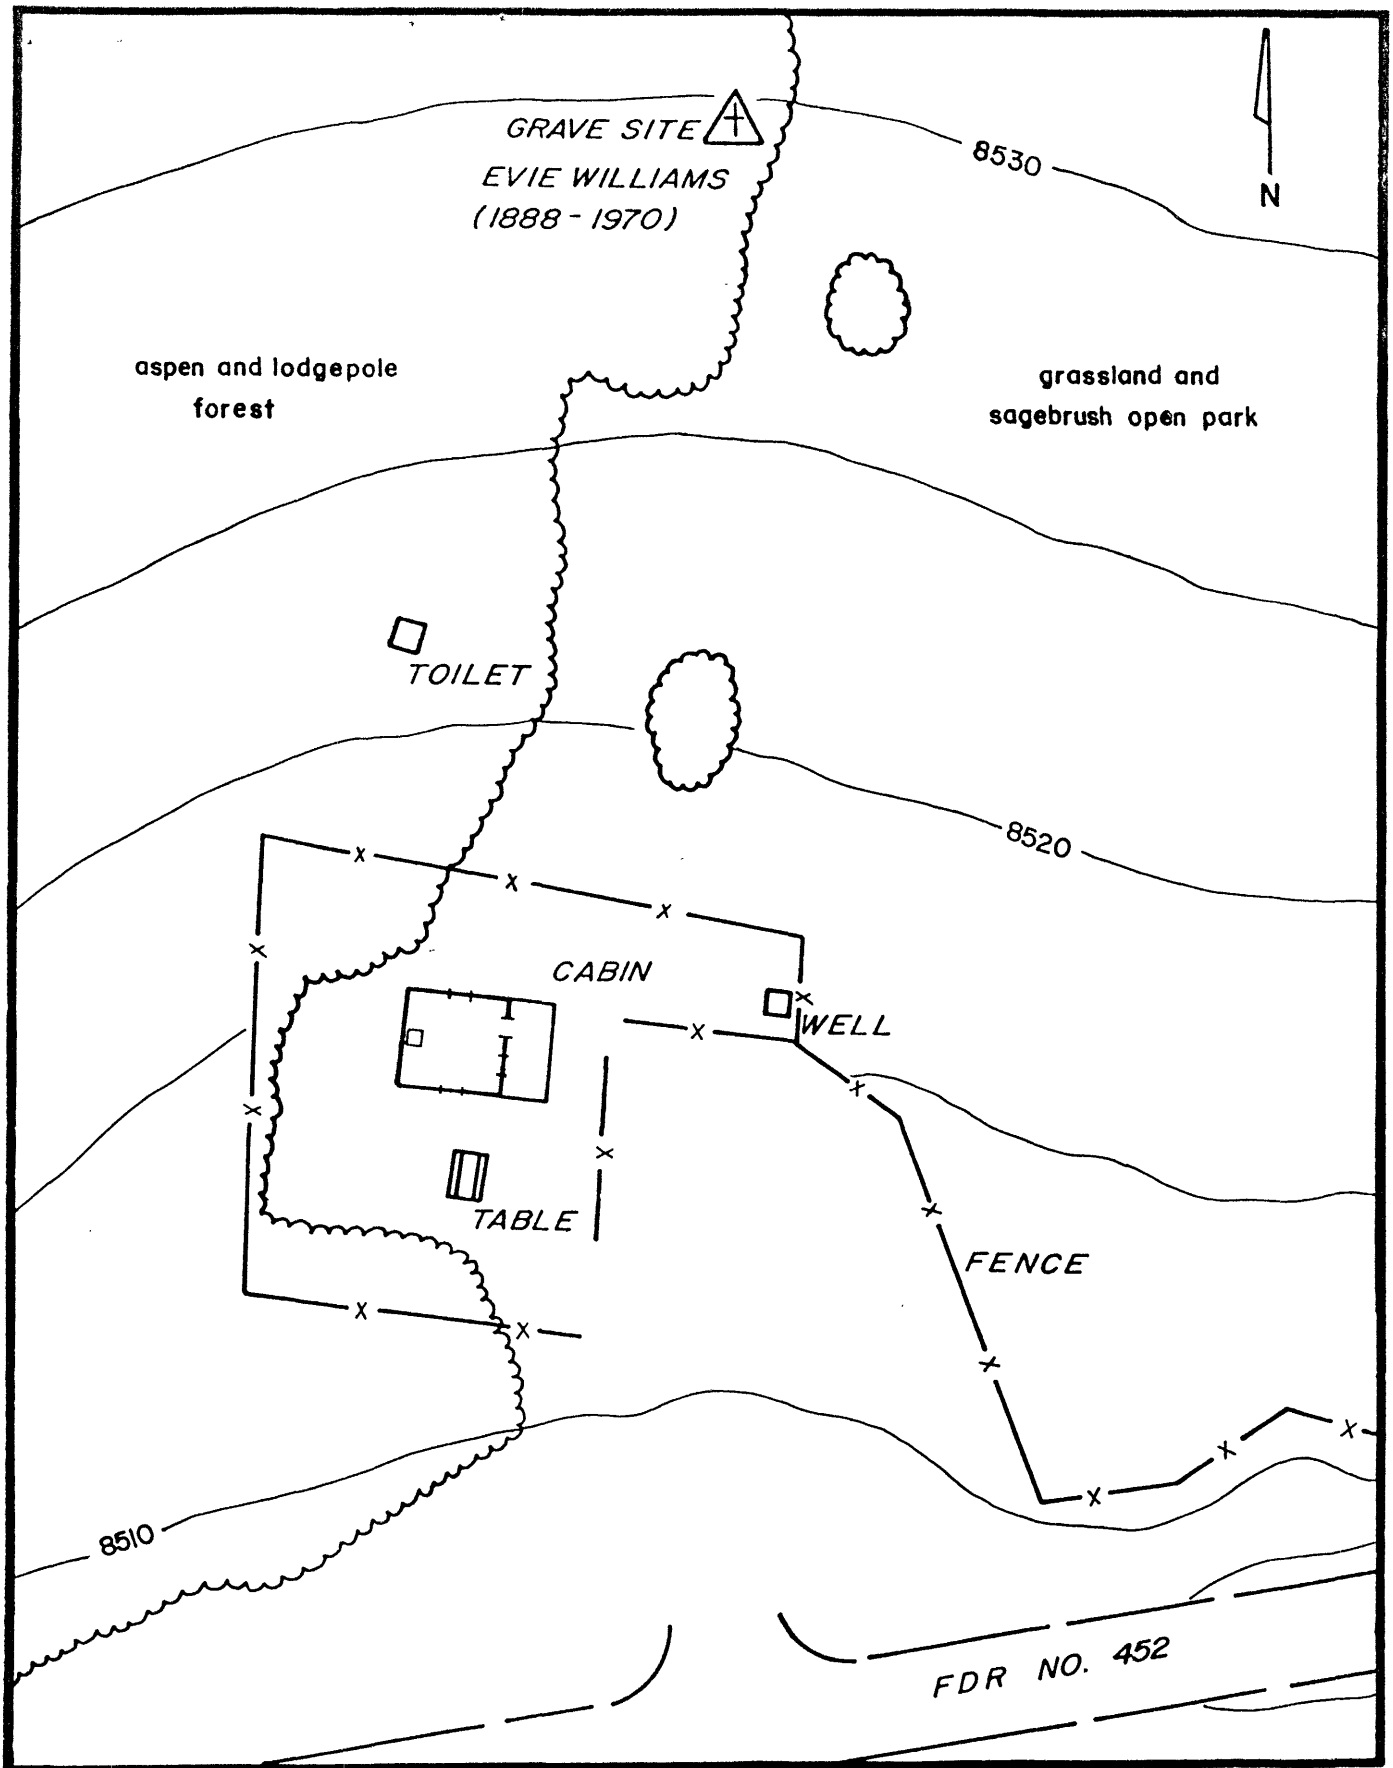 GRAVE SITE
EVIE WILLIAMS
(1888 - 1970)
8530
N
aspen and lodgepole
forest
grassland and
sagebrush open park
TOILET
8520
CABIN
WELL
TABLE
FENCE
8510
FDR NO. 452